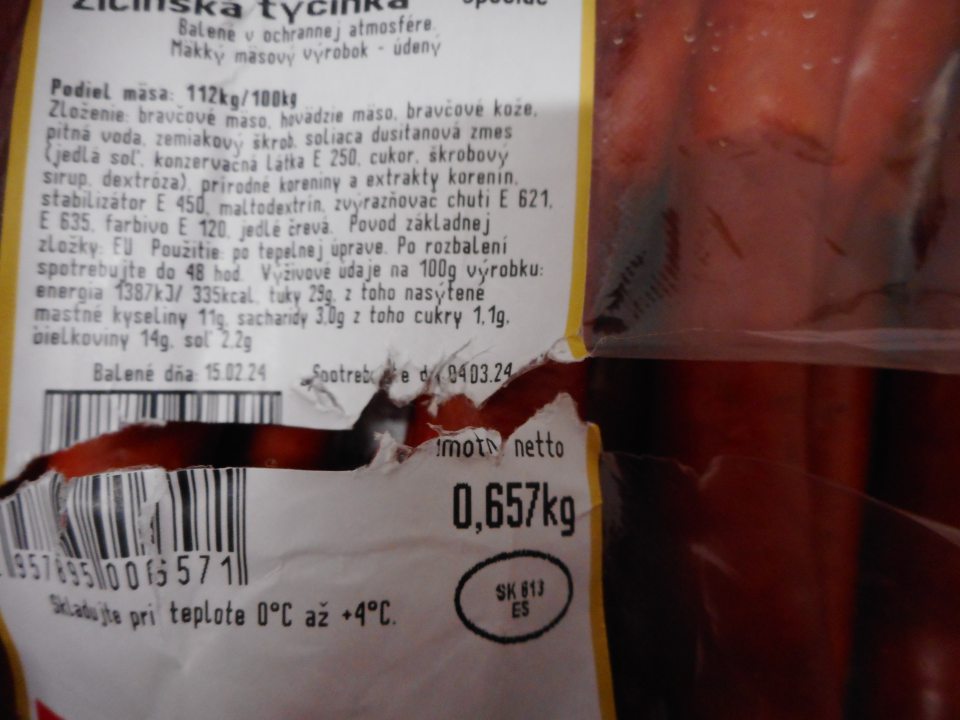 Žičinska tyčinka
Balené v ochrannej atmosfére.
Mäkký mäsový výrobok - údený
Podiel mäsa: 112kg/100kg
Zloženie: bravčové mäso, hovädzie mäso, bravčové kože,
pitná voda, zemiakový škrob, soliaca dusitanová zmes
(jedlá soľ, konzervačná látka E 250, cukor, škrobový
sirup, dextróza), prírodné koreniny a extrakty korenín,
stabilizátor E 450, maltodextrín, zvýrazňovač chuti E 621,
E 635, farbivo E 120, jedlé črevá. Povod základnej
zložky: EU Použitie: po tepelnej úprave. Po rozbalení
spotrebujte do 48 hod. Výživové údaje na 100g výrobku:
energia 1387kJ/ 335kcal, tuky 29g, z toho nasýtené
mastné kyseliny 11g, sacharidy 3,0g z toho cukry 1,1g,
bielkoviny 14g, soľ 2,2g
Balené dňa: 15.02.24 04.03.24
netto
0,657kg
SK 613
ES
Skladujte pri teplote 0°C až +4°C.